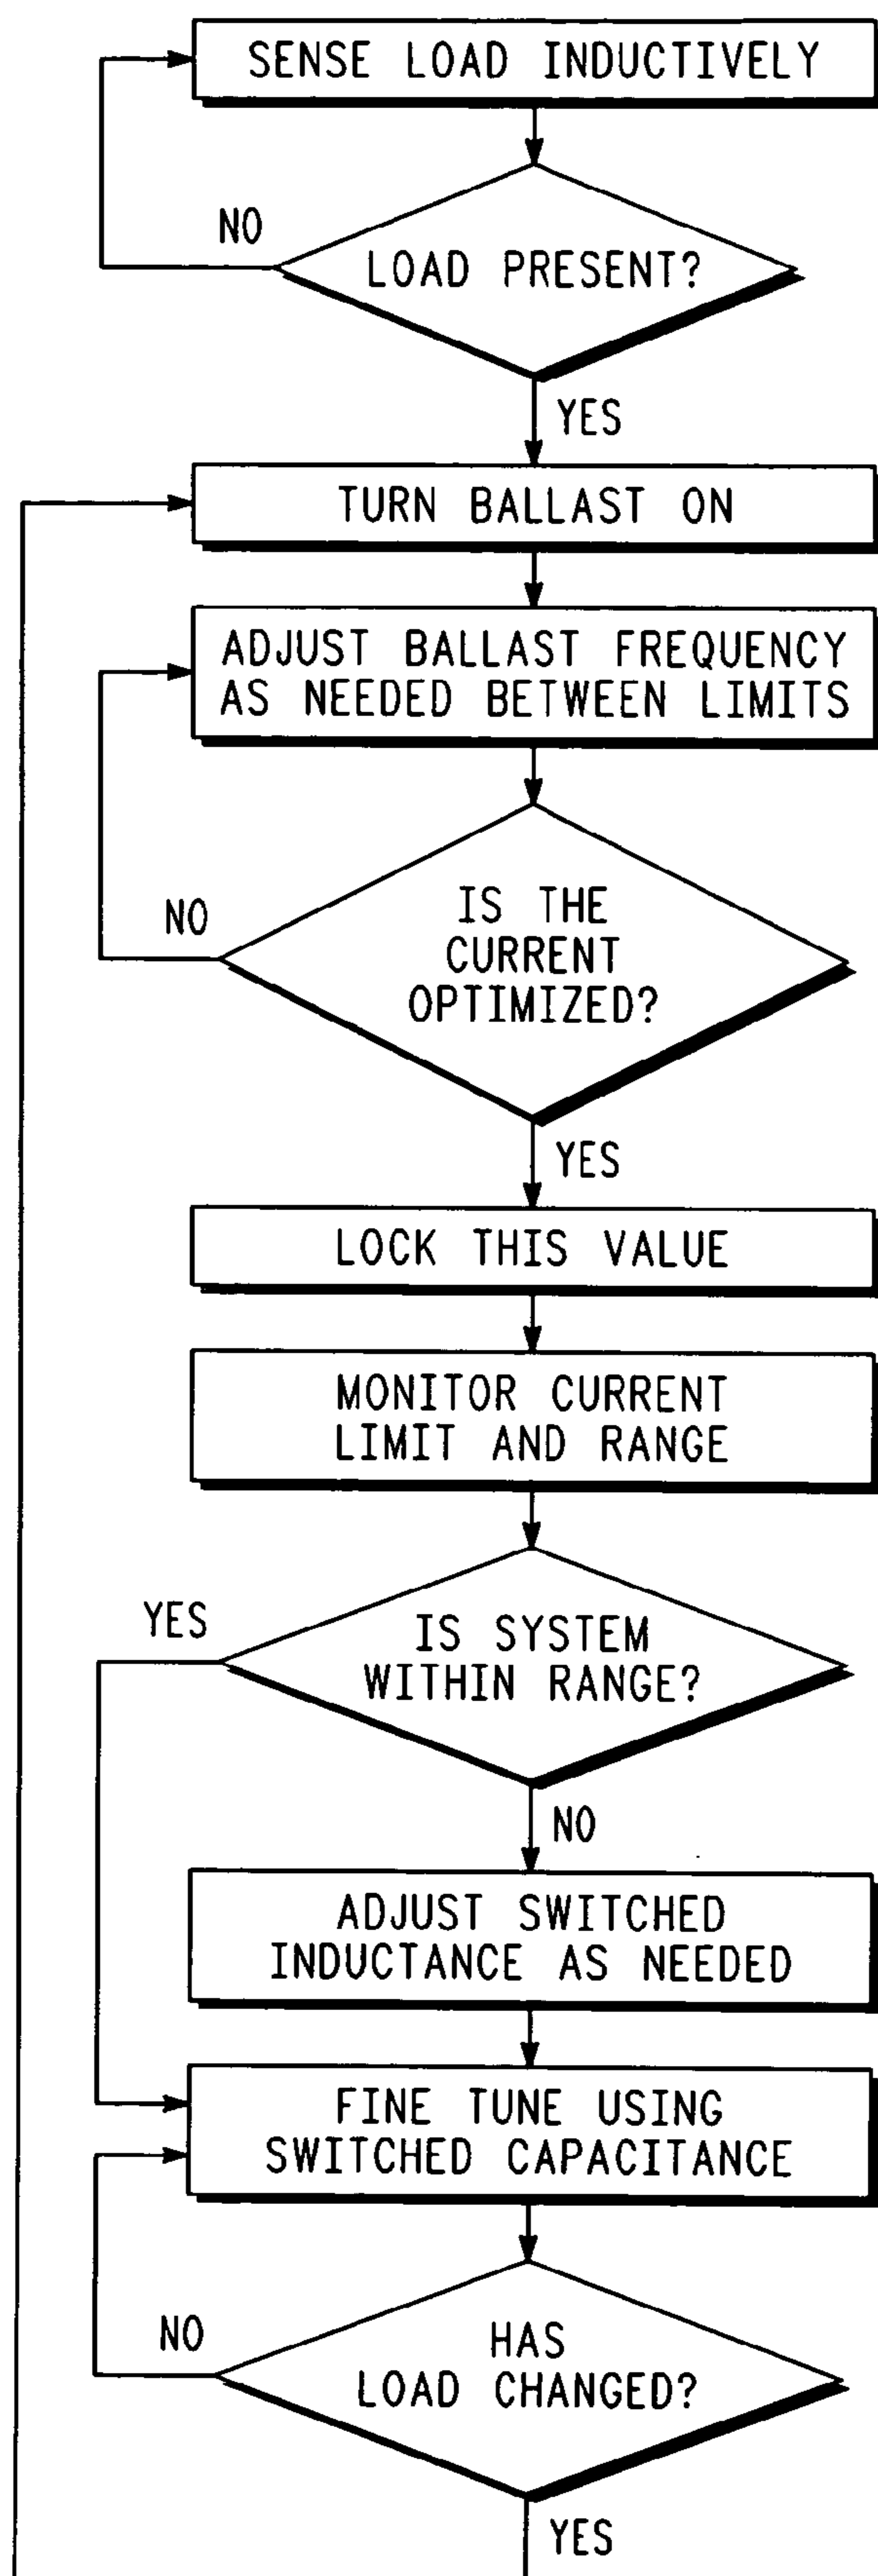 SENSE LOAD INDUCTIVELY
NO
LOAD PRESENT?
YES
TURN BALLAST ON
ADJUST BALLAST FREQUENCY
AS NEEDED BETWEEN LIMITS
NO
IS THE
CURRENT
OPTIMIZED?
YES
LOCK THIS VALUE
MONITOR CURRENT
LIMIT AND RANGE
YES
IS SYSTEM
WITHIN RANGE?
NO
ADJUST SWITCHED
INDUCTANCE AS NEEDED
FINE TUNE USING
SWITCHED CAPACITANCE
NO
HAS
LOAD CHANGED?
YES